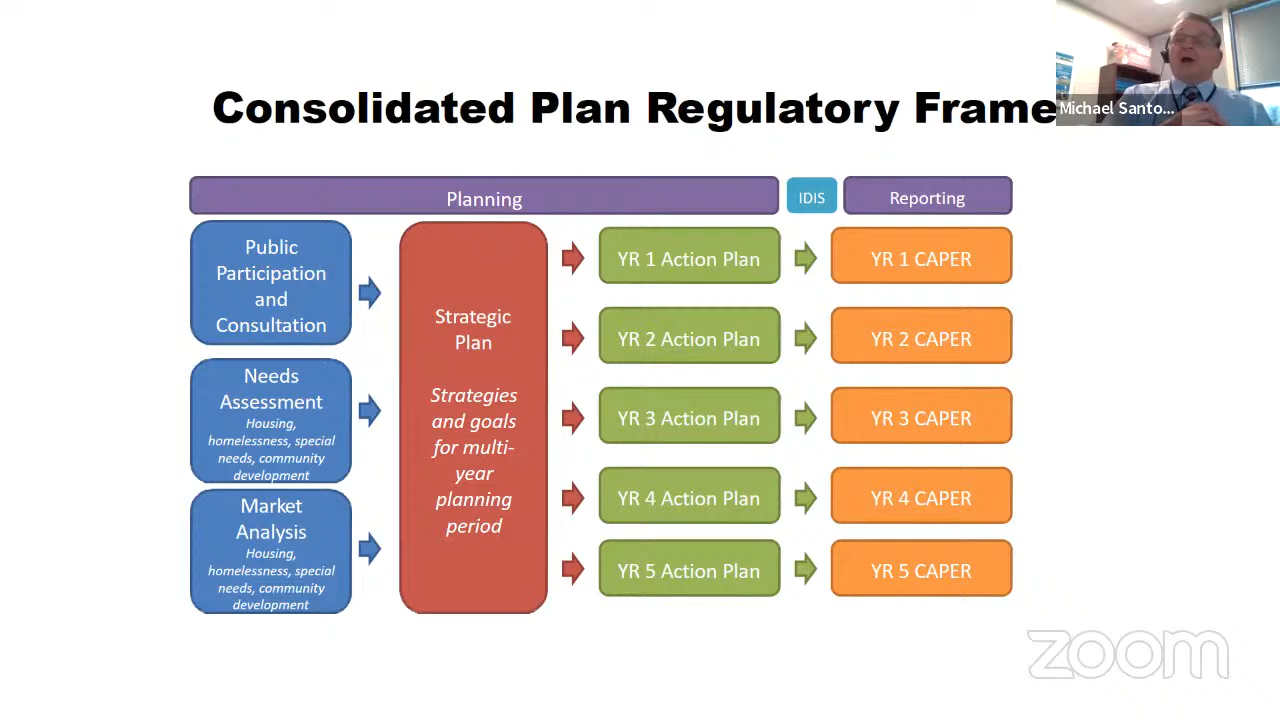 Consolidated Plan Regulatory Frame
Michael Santo...
Planning
IDIS
Reporting
Public
Participation
and
Consultation
Needs
Assessment
Housing,
homelessness, special
needs, community
development
Market
Analysis
Housing,
homelessness, special
needs, community
development
Strategic
Plan
Strategies
and goals
for multi-
year
planning
period
YR 1 Action Plan
YR 1 CAPER
YR 2 Action Plan
YR 2 CAPER
YR 3 Action Plan
YR 3 CAPER
YR 4 Action Plan
YR 4 CAPER
YR 5 Action Plan
YR 5 CAPER
zoom